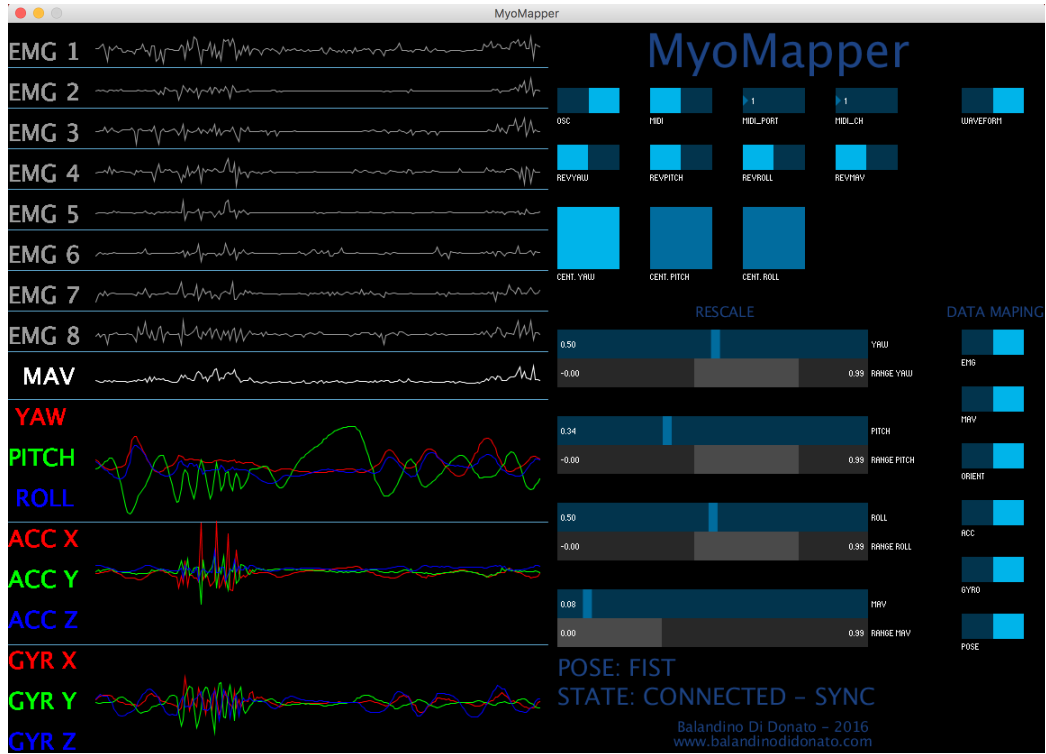 MyoMapper
EMG 1
EMG 2
EMG 3
EMG 4
EMG 5
EMG 6
EMG 7
EMG 8
MAV
YAW
PITCH
ROLL
ACC X
ACC Y
ACC Z
GYR X
GYR Y
GYR Z
MyoMapper
OSC
MIDI
1
MIDI_PORT
1
MIDI_CH
WAVEFORM
REVYAW
REVPITCH
REVROLL
REVMAV
CENT. YAW
CENT. PITCH
CENT. ROLL
RESCALE
0.50 YAW
-0.00 0.99 RANGE YAW
0.34 PITCH
-0.00 0.99 RANGE PITCH
0.50 ROLL
-0.00 0.99 RANGE ROLL
0.08 MAV
0.00 0.99 RANGE MAV
DATA MAPING
EMG
MAV
ORIENT
ACC
GYRO
POSE
POSE: FIST
STATE: CONNECTED – SYNC
Balandino Di Donato – 2016
www.balandinodidonato.com